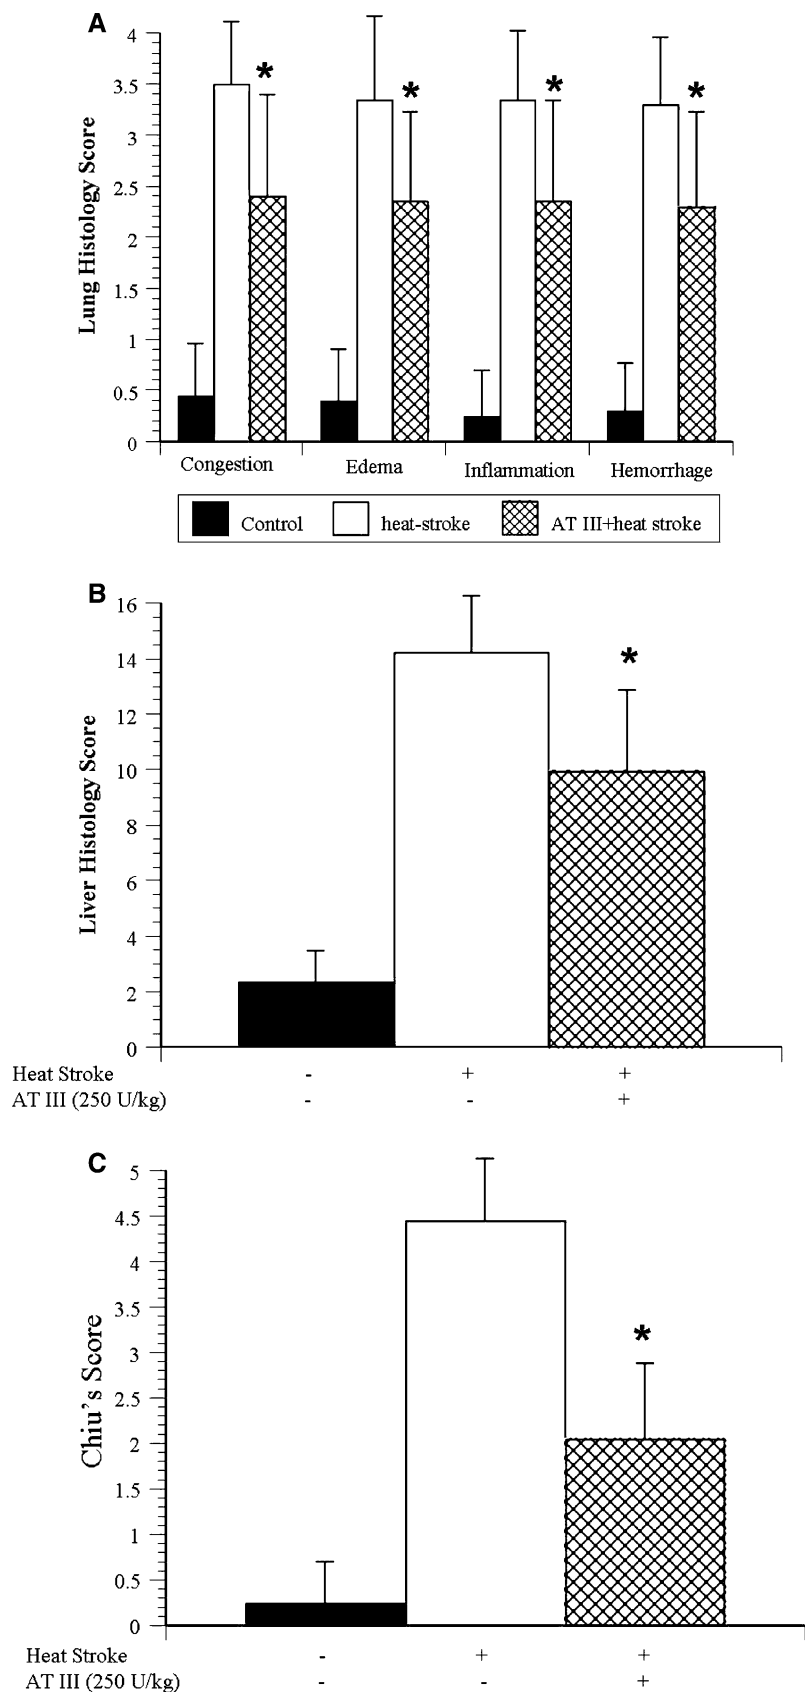 A
Lung Histology Score
4
3.5
3
2.5
2
1.5
1
0.5
0
* * * *
Congestion Edema Inflammation Hemorrhage
Control heat-stroke AT III+heat stroke
B
Liver Histology Score
16
14
12
10
8
6
4
2
0
*
Heat Stroke - + +
AT III (250 U/kg) - - +
C
Chiu's Score
5
4.5
4
3.5
3
2.5
2
1.5
1
0.5
0
*
Heat Stroke - + +
AT III (250 U/kg) - - +